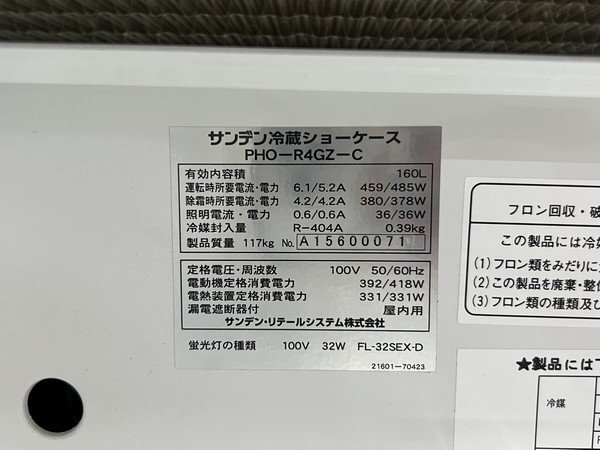 サンデン冷蔵ショーケース
PHO-R4GZ-C
有効内容積 160L
運転時所要電流・電力 6.1/5.2A 459/485W
除霜時所要電流・電力 4.2/4.2A 380/378W
照明電流・電力 0.6/0.6A 36/36W
冷媒封入量 R-404A 0.39kg
製品質量 117kg No. A15600071
定格電圧・周波数 100V 50/60Hz
電動機定格消費電力 392/418W
電熱装置定格消費電力 331/331W
漏電遮断器付 屋内用
サンデン・リテールシステム株式会社
蛍光灯の種類 100V 32W FL-32SEX-D
21601-70423
フロン回収・破
この製品には冷
(1)フロン類をみだりに
(2)この製品を廃棄・整
(3)フロン類の種類及び
★製品には下
冷媒